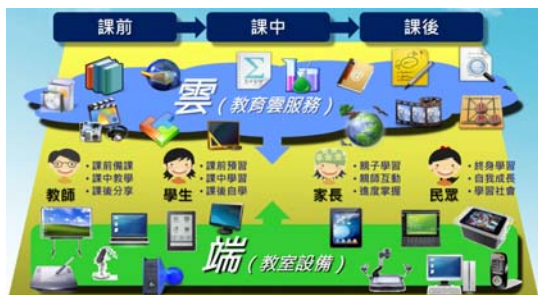 課前
課中
課後
雲(教育雲服務)
教師
・課前備課
・課中教學
・課後分享
學生
・課前預習
・課中學習
・課後自學
家長
・親子學習
・親師互動
・進度掌握
民眾
・終身學習
・自我成長
・學習社會
端(教室設備)